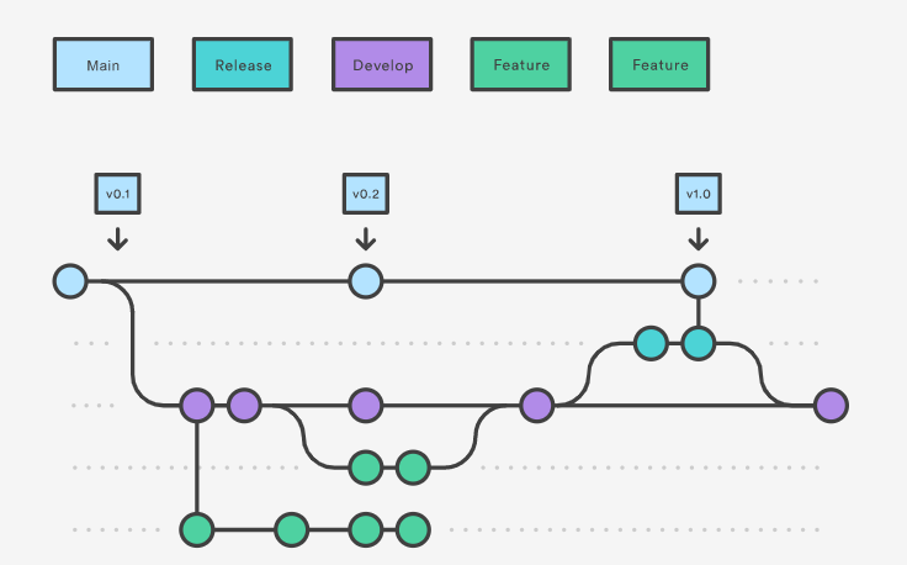 Main
Release
Develop
Feature
Feature
v0.1
v0.2
v1.0